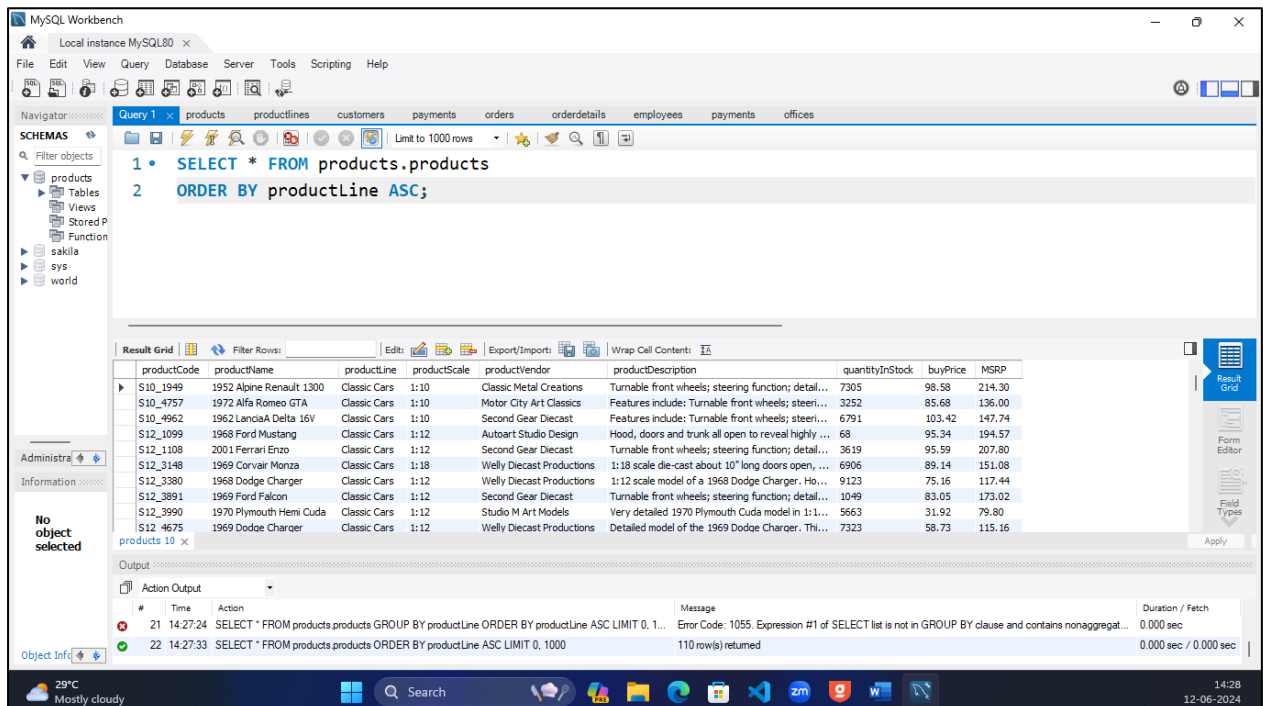 MySQL Workbench
Local instance MySQL80 ×
File Edit View Query Database Server Tools Scripting Help
Navigator
Query 1 × products productlines customers payments orders orderdetails employees payments offices
SCHEMAS
Limit to 1000 rows
Filter objects
1 SELECT * FROM products.products
2 ORDER BY productLine ASC;
products
Tables
Views
Stored P
Function
sakila
sys
world
Result Grid Filter Rows: Edit: Export/Import: Wrap Cell Content:
productCode productName productLine productScale productVendor productDescription quantityInStock buyPrice MSRP
S10_1949 1952 Alpine Renault 1300 Classic Cars 1:10 Classic Metal Creations Turnable front wheels; steering function; detail... 7305 98.58 214.30
S10_4757 1972 Alfa Romeo GTA Classic Cars 1:10 Motor City Art Classics Features include: Turnable front wheels; steeri... 3252 85.68 136.00
S10_4962 1962 LanciaA Delta 16V Classic Cars 1:10 Second Gear Diecast Features include: Turnable front wheels; steeri... 6791 103.42 147.74
S12_1099 1968 Ford Mustang Classic Cars 1:12 Autoart Studio Design Hood, doors and trunk all open to reveal highly ... 68 95.34 194.57
S12_1108 2001 Ferrari Enzo Classic Cars 1:12 Second Gear Diecast Turnable front wheels; steering function; detail... 3619 95.59 207.80
S12_3148 1969 Corvair Monza Classic Cars 1:18 Welly Diecast Productions 1:18 scale die-cast about 10" long doors open, ... 6906 89.14 151.08
S12_3380 1968 Dodge Charger Classic Cars 1:12 Welly Diecast Productions 1:12 scale model of a 1968 Dodge Charger. Ho... 9123 75.16 117.44
S12_3891 1969 Ford Falcon Classic Cars 1:12 Second Gear Diecast Turnable front wheels; steering function; detail... 1049 83.05 173.02
S12_3990 1970 Plymouth Hemi Cuda Classic Cars 1:12 Studio M Art Models Very detailed 1970 Plymouth Cuda model in 1:1... 5663 31.92 79.80
S12_4675 1969 Dodge Charger Classic Cars 1:12 Welly Diecast Productions Detailed model of the 1969 Dodge Charger. Thi... 7323 58.73 115.16
Result
Grid
Form
Editor
Field
Types
Administra
Information
No
object
selected
products 10 × Apply
Output
Action Output
# Time Action Message Duration / Fetch
21 14:27:24 SELECT * FROM products.products GROUP BY productLine ORDER BY productLine ASC LIMIT 0, 1... Error Code: 1055. Expression #1 of SELECT list is not in GROUP BY clause and contains nonaggregat... 0.000 sec
22 14:27:33 SELECT * FROM products.products ORDER BY productLine ASC LIMIT 0, 1000 110 row(s) returned 0.000 sec / 0.000 sec
Object Infc
29°C
Mostly cloudy
Search
PRE
zm
14:28
12-06-2024